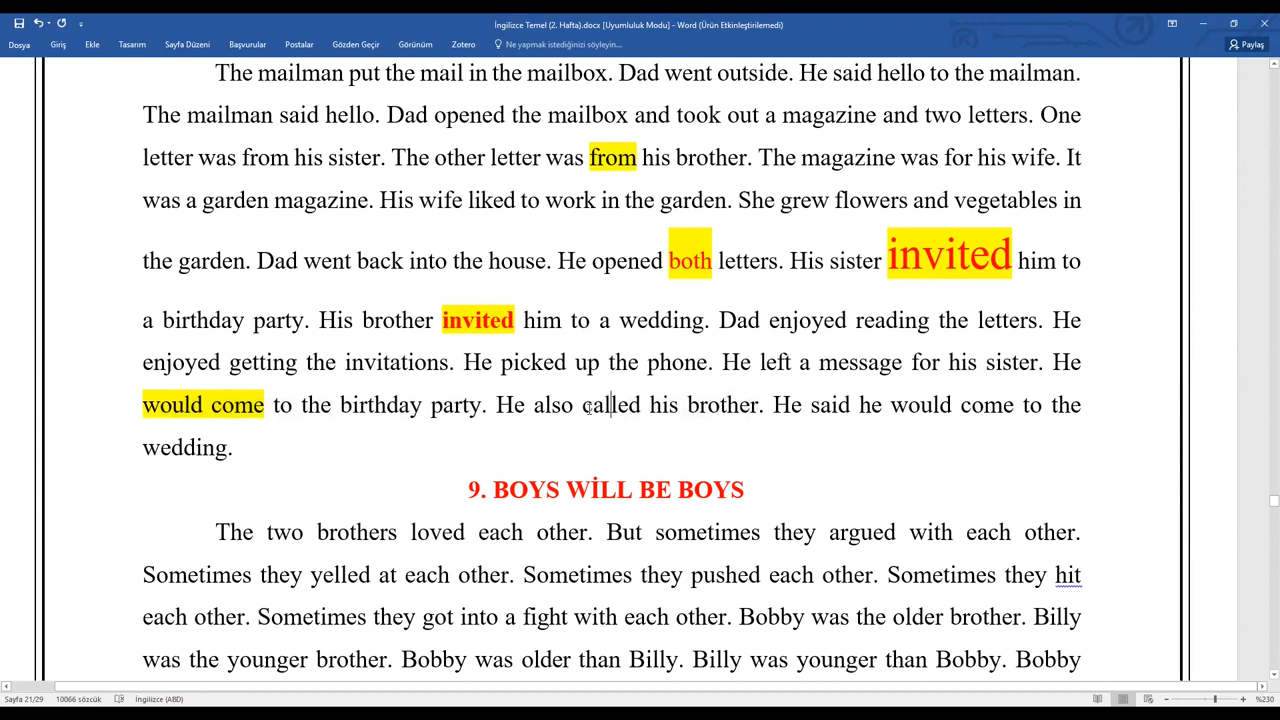 İngilizce Temel (2. Hafta).docx [Uyumluluk Modu] - Word (Ürün Etkinleştirilemedi)
Dosya Giriş Ekle Tasarım Sayfa Düzeni Başvurular Postalar Gözden Geçir Görünüm Zotero Ne yapmak istediğinizi söyleyin... Paylaş
The mailman put the mail in the mailbox. Dad went outside. He said hello to the mailman.
The mailman said hello. Dad opened the mailbox and took out a magazine and two letters. One
letter was from his sister. The other letter was from his brother. The magazine was for his wife. It
was a garden magazine. His wife liked to work in the garden. She grew flowers and vegetables in
the garden. Dad went back into the house. He opened both letters. His sister invited him to
a birthday party. His brother invited him to a wedding. Dad enjoyed reading the letters. He
enjoyed getting the invitations. He picked up the phone. He left a message for his sister. He
would come to the birthday party. He also called his brother. He said he would come to the
wedding.
9. BOYS WİLL BE BOYS
The two brothers loved each other. But sometimes they argued with each other.
Sometimes they yelled at each other. Sometimes they pushed each other. Sometimes they hit
each other. Sometimes they got into a fight with each other. Bobby was the older brother. Billy
was the younger brother. Bobby was older than Billy. Billy was younger than Bobby. Bobby
Sayfa 21/29 10066 sözcük İngilizce (ABD) %230